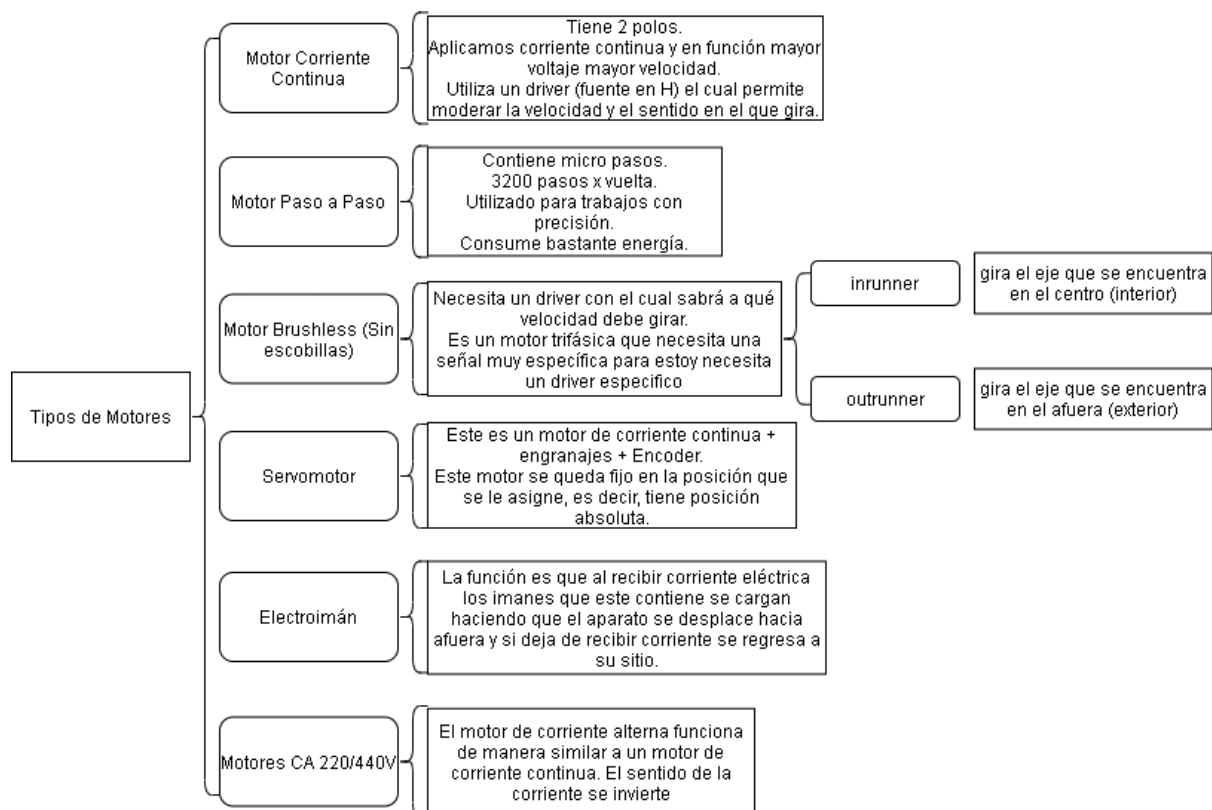 Tipos de Motores
Motor Corriente
Continua
Tiene 2 polos.
Aplicamos corriente continua y en función mayor
voltaje mayor velocidad.
Utiliza un driver (fuente en H) el cual permite
moderar la velocidad y el sentido en el que gira.
Motor Paso a Paso
Contiene micro pasos.
3200 pasos x vuelta.
Utilizado para trabajos con
precisión.
Consume bastante energía.
Motor Brushless (Sin
escobillas)
Necesita un driver con el cual sabrá a qué
velocidad debe girar.
Es un motor trifásica que necesita una
señal muy específica para estoy necesita
un driver especifico
inrunner
gira el eje que se encuentra
en el centro (interior)
outrunner
gira el eje que se encuentra
en el afuera (exterior)
Servomotor
Este es un motor de corriente continua +
engranajes + Encoder.
Este motor se queda fijo en la posición que
se le asigne, es decir, tiene posición
absoluta.
Electroimán
La función es que al recibir corriente eléctrica
los imanes que este contiene se cargan
haciendo que el aparato se desplace hacia
afuera y si deja de recibir corriente se regresa a
su sitio.
Motores CA 220/440V
El motor de corriente alterna funciona
de manera similar a un motor de
corriente continua. El sentido de la
corriente se invierte